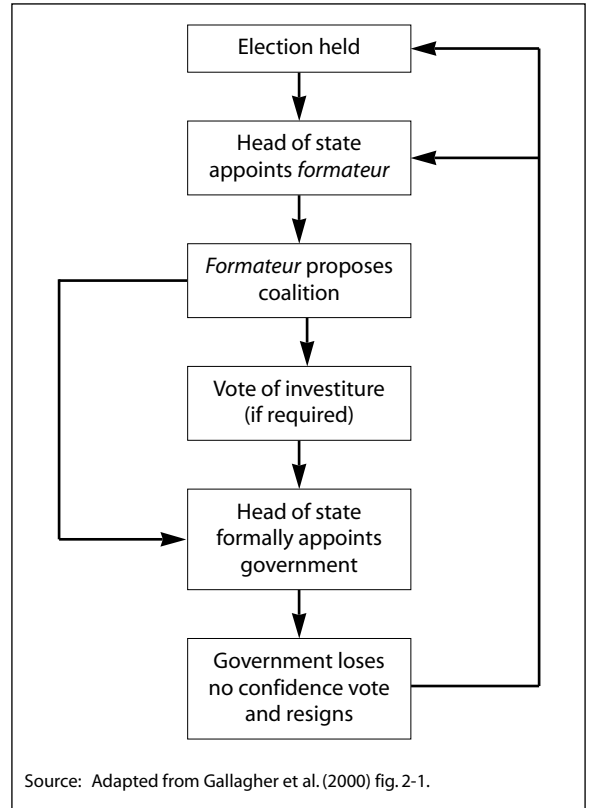 Election held
Head of state
appoints formateur
Formateur proposes
coalition
Vote of investiture
(if required)
Head of state
formally appoints
government
Government loses
no confidence vote
and resigns
Source: Adapted from Gallagher et al. (2000) fig. 2-1.